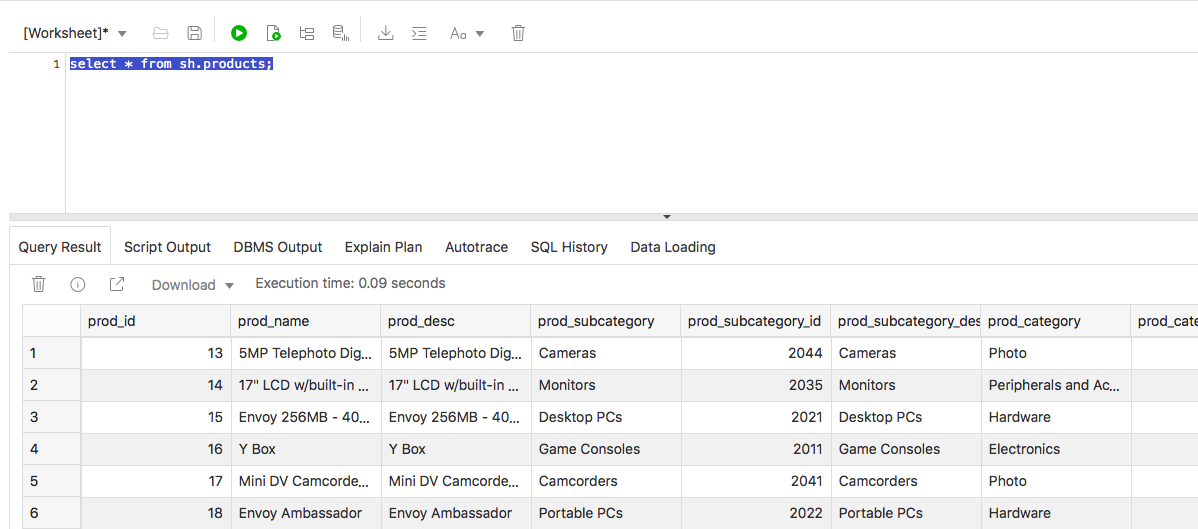 [Worksheet]*
Aa
1 select * from sh.products;
Query Result Script Output DBMS Output Explain Plan Autotrace SQL History Data Loading
Download Execution time: 0.09 seconds
prod_id prod_name prod_desc prod_subcategory prod_subcategory_id prod_subcategory_des prod_category prod_cate
1 13 5MP Telephoto Dig... 5MP Telephoto Dig... Cameras 2044 Cameras Photo
2 14 17" LCD w/built-in ... 17" LCD w/built-in ... Monitors 2035 Monitors Peripherals and Ac...
3 15 Envoy 256MB - 40... Envoy 256MB - 40... Desktop PCs 2021 Desktop PCs Hardware
4 16 Y Box Y Box Game Consoles 2011 Game Consoles Electronics
5 17 Mini DV Camcorde... Mini DV Camcorde... Camcorders 2041 Camcorders Photo
6 18 Envoy Ambassador Envoy Ambassador Portable PCs 2022 Portable PCs Hardware